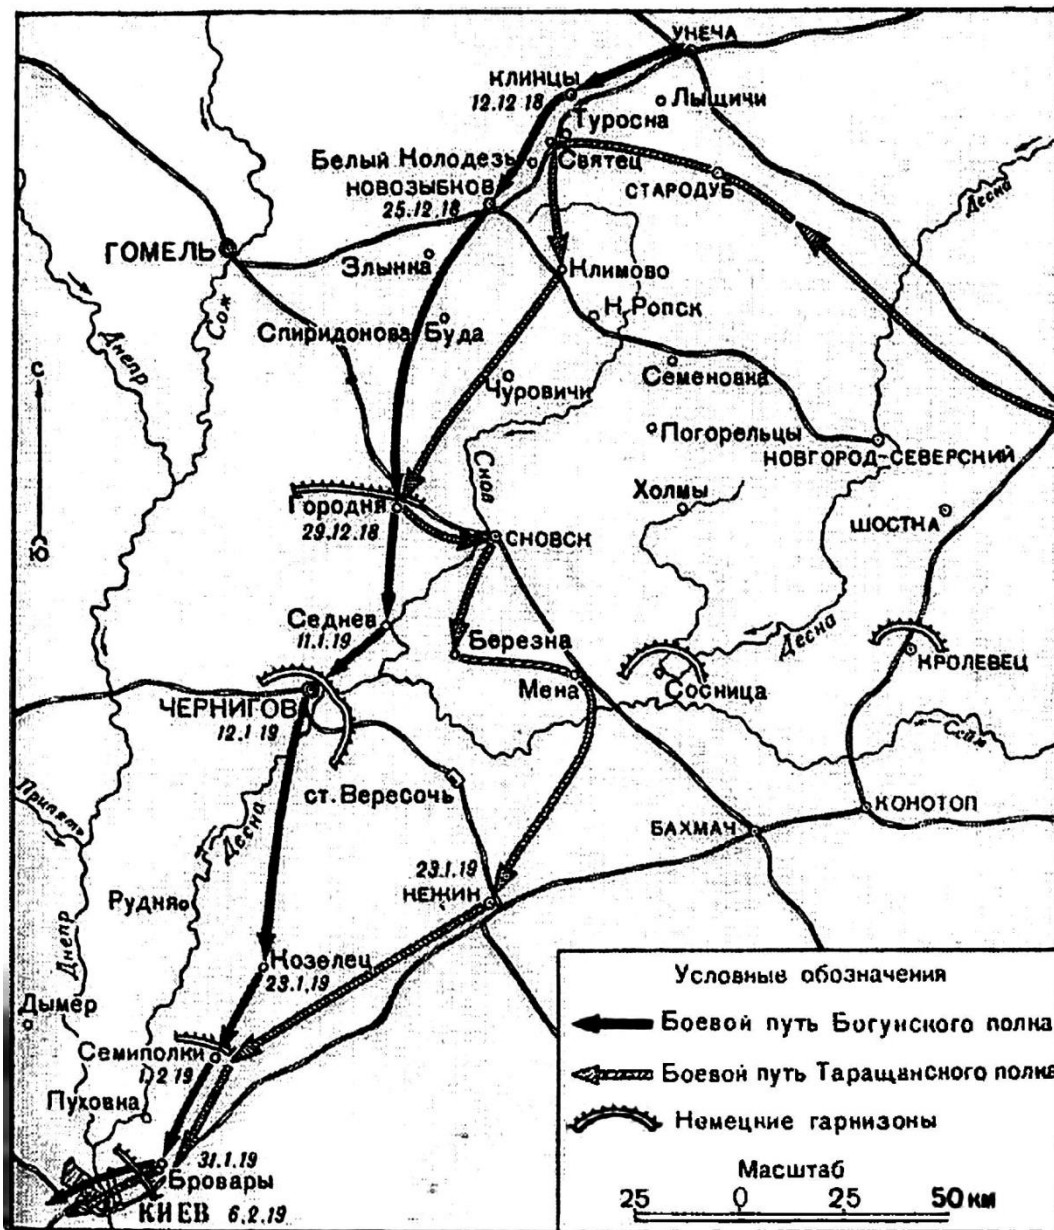 УНЕЧА
КЛИНЦЫ
12.12 18
Лыщичи
Туросна
Белый Колодезь
Святец
НОВОЗЫБКОВ
25.12.18
СТАРОДУБ
Десна
ГОМЕЛЬ
Злынка
Климово
Сож
Н.Ропск
Спиридонова Буда
Днепр
С
Чуровичи
Семеновка
Погорельцы
НОВГОРОД-СЕВЕРСКИЙ
Снов
Холмы
Городня
29.12.18
ШОСТКА
СНОВСК
Ю
Седнев
11.1.19
Березна
Десна
КРОЛЕВЕЦ
Мена
Сосница
ЧЕРНИГОВ
12.1 19
Сейм
ст. Вересочь
Припять
Десна
КОНОТОП
БАХМАЧ
23.1.19
НЕЖИН
Рудня
Днепр
Козелец
23.1.19
Дымер
Семиполки
1.2 19
Пуховка
31.1.19
Бровары
КИЕВ 6.2.19
Условные обозначения
Боевой путь Богунского полка
Боевой путь Таращанского полка
Немецкие гарнизоны
Масштаб
25 0 25 50 км